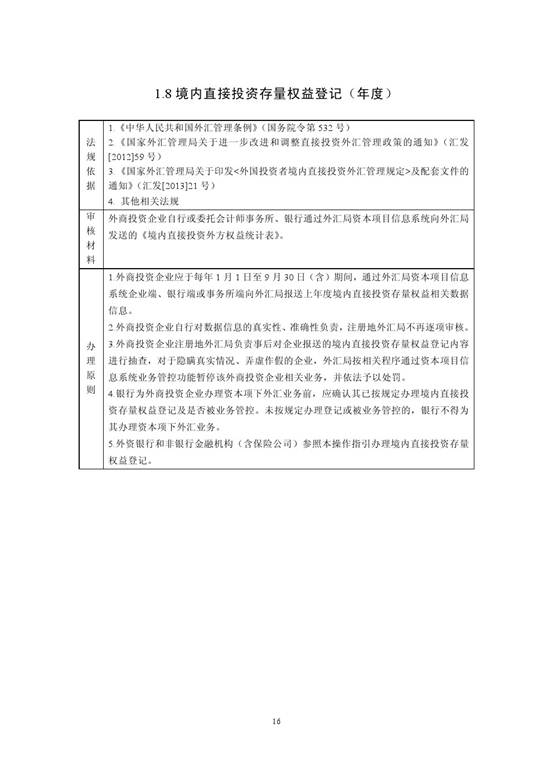 1.8 境内直接投资存量权益登记（年度）
法规依据
1.《中华人民共和国外汇管理条例》（国务院令第 532 号）
2.《国家外汇管理局关于进一步改进和调整直接投资外汇管理政策的通知》（汇发
[2012]59 号）
3.《国家外汇管理局关于印发<外国投资者境内直接投资外汇管理规定>及配套文件的
通知》（汇发[2013]21 号）
4. 其他相关法规
审核材料
外商投资企业自行或委托会计师事务所、银行通过外汇局资本项目信息系统向外汇局
发送的《境内直接投资外方权益统计表》。
办理原则
1.外商投资企业应于每年 1 月 1 日至 9 月 30 日（含）期间，通过外汇局资本项目信息
系统企业端、银行端或事务所端向外汇局报送上年度境内直接投资存量权益相关数据
信息。
2.外商投资企业自行对数据信息的真实性、准确性负责，注册地外汇局不再逐项审核。
3.外商投资企业注册地外汇局负责事后对企业报送的境内直接投资存量权益登记内容
进行抽查，对于隐瞒真实情况、弄虚作假的企业，外汇局按相关程序通过资本项目信
息系统业务管控功能暂停该外商投资企业相关业务，并依法予以处罚。
4.银行为外商投资企业办理资本项下外汇业务前，应确认其已按规定办理境内直接投
资存量权益登记及是否被业务管控。未按规定办理登记或被业务管控的，银行不得为
其办理资本项下外汇业务。
5.外资银行和非银行金融机构（含保险公司）参照本操作指引办理境内直接投资存量
权益登记。
16